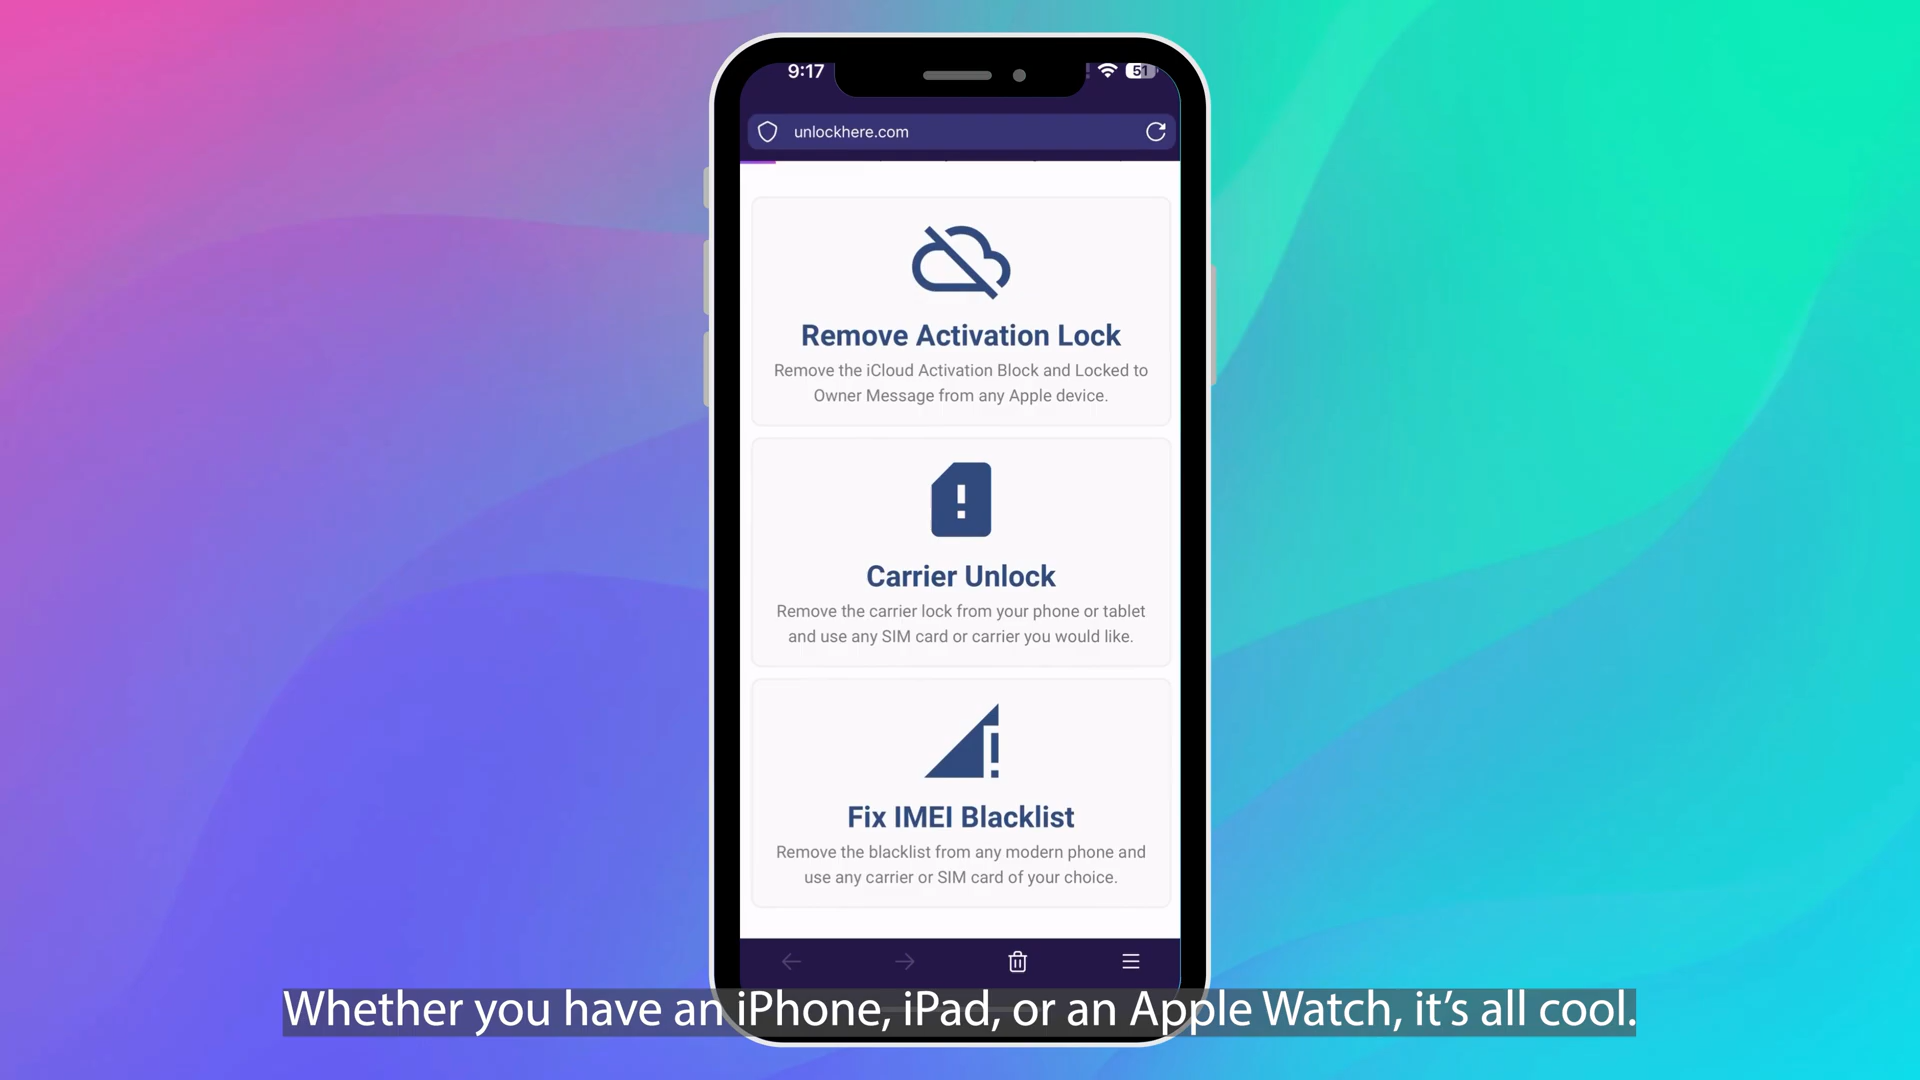 9:17
51
unlockhere.com
Remove Activation Lock
Remove the iCloud Activation Block and Locked to
Owner Message from any Apple device.
Carrier Unlock
Remove the carrier lock from your phone or tablet
and use any SIM card or carrier you would like.
Fix IMEI Blacklist
Remove the blacklist from any modern phone and
use any carrier or SIM card of your choice.
Whether you have an iPhone, iPad, or an Apple Watch, it’s all cool.